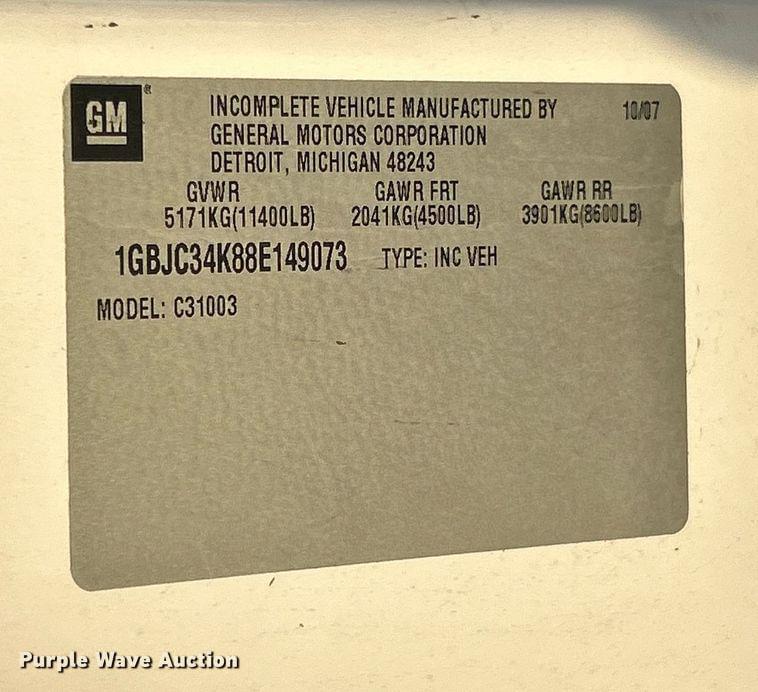 GM®
INCOMPLETE VEHICLE MANUFACTURED BY 10/07
GENERAL MOTORS CORPORATION
DETROIT, MICHIGAN 48243
GVWR GAWR FRT GAWR RR
5171KG(11400LB) 2041KG(4500LB) 3901KG(8600LB)
1GBJC34K88E149073 TYPE: INC VEH
MODEL: C31003
Purple Wave Auction